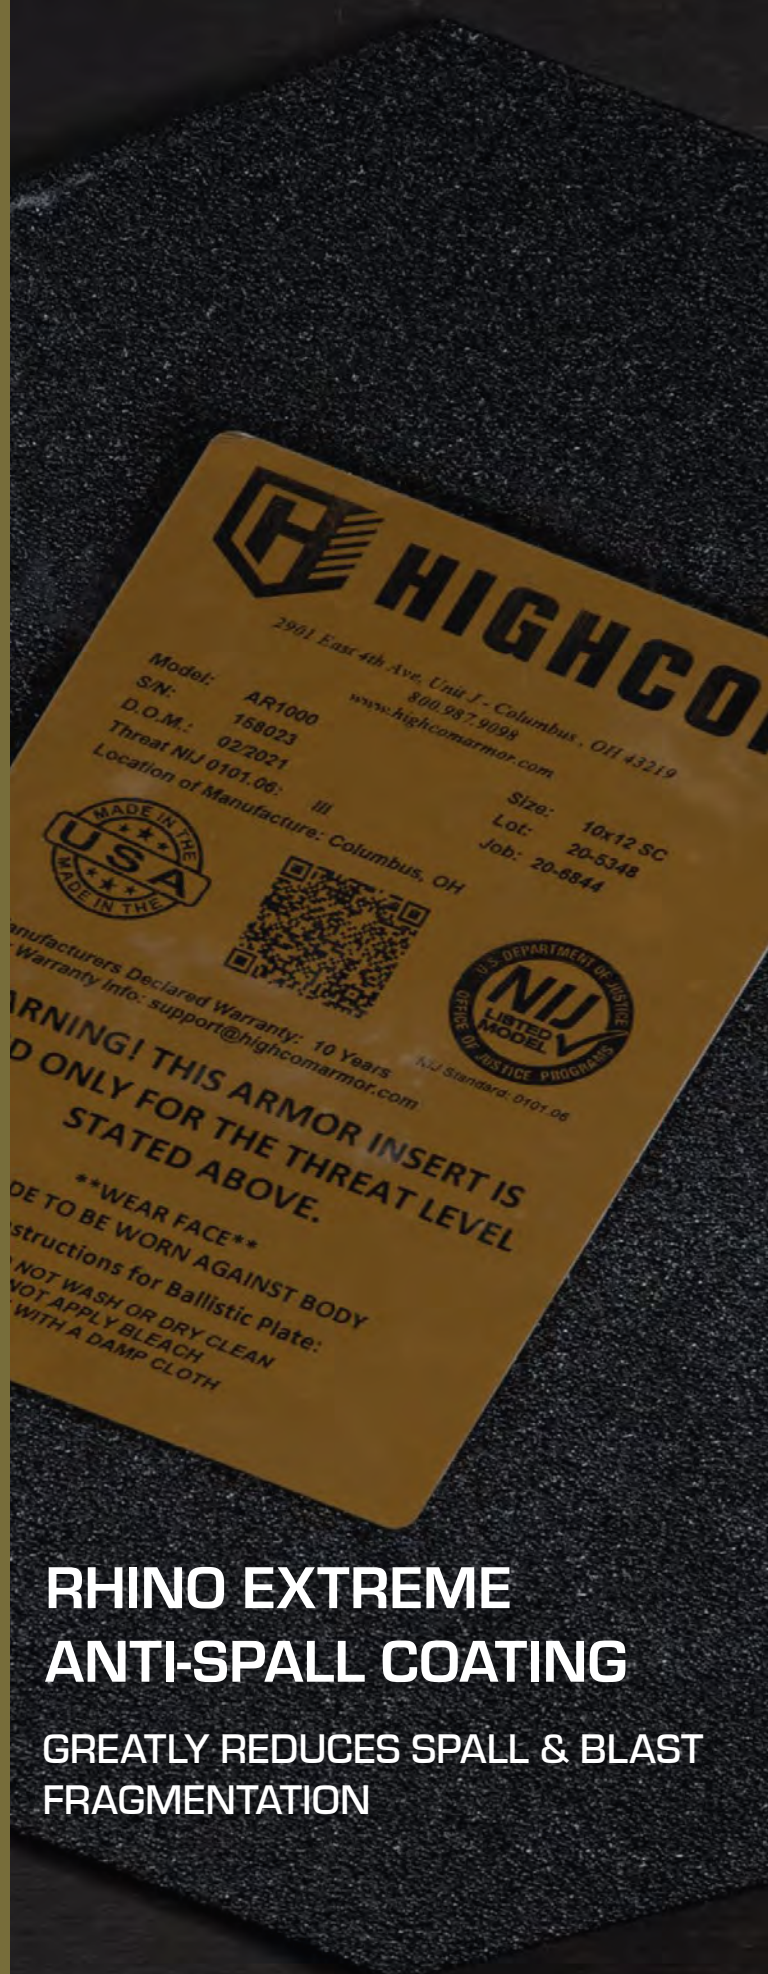 HIGHCO
2901 East 4th Ave, Unit J - Columbus , OH 43219
800.987.9098
www.highcomarmor.com
Model: AR1000
S/N: 158023
D.O.M.: 02/2021
Threat NIJ 0101.06: III
Location of Manufacture: Columbus, OH
Size: 10x12 SC
Lot: 20-5348
Job: 20-6844
MADE IN THE
USA
MADE IN THE
U.S. DEPARTMENT OF JUSTICE
NIJ
LISTED
MODEL
OFFICE OF JUSTICE PROGRAMS
NIJ Standard: 0101.06
anufacturers Declared Warranty: 10 Years
Warranty Info: support@highcomarmor.com
ARNING! THIS ARMOR INSERT IS
D ONLY FOR THE THREAT LEVEL
STATED ABOVE.
**WEAR FACE**
DE TO BE WORN AGAINST BODY
structions for Ballistic Plate:
NOT WASH OR DRY CLEAN
NOT APPLY BLEACH
WITH A DAMP CLOTH
RHINO EXTREME
ANTI-SPALL COATING
GREATLY REDUCES SPALL & BLAST
FRAGMENTATION